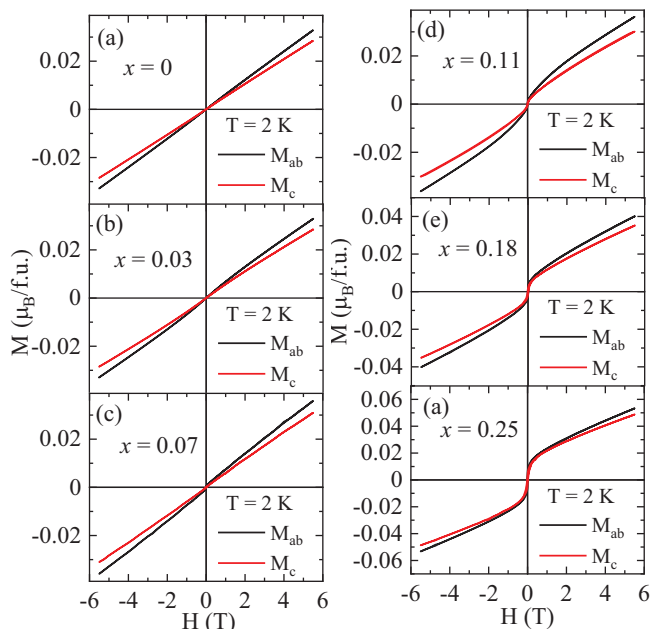 (a)
x = 0
0.02
0
-0.02
T = 2 K
M_ab
M_c
(b)
x = 0.03
0.02
0
-0.02
T = 2 K
M_ab
M_c
(c)
x = 0.07
0.02
0
-0.02
T = 2 K
M_ab
M_c
-6 -4 -2 0 2 4 6
H (T)
M (μ_B/f.u.)
(d)
x = 0.11
0.02
0
-0.02
T = 2 K
M_ab
M_c
(e)
x = 0.18
0.04
0.02
0
-0.02
-0.04
T = 2 K
M_ab
M_c
(a)
x = 0.25
0.06
0.04
0.02
0
-0.02
-0.04
-0.06
T = 2 K
M_ab
M_c
-6 -4 -2 0 2 4 6
H (T)
M (μ_B/f.u.)